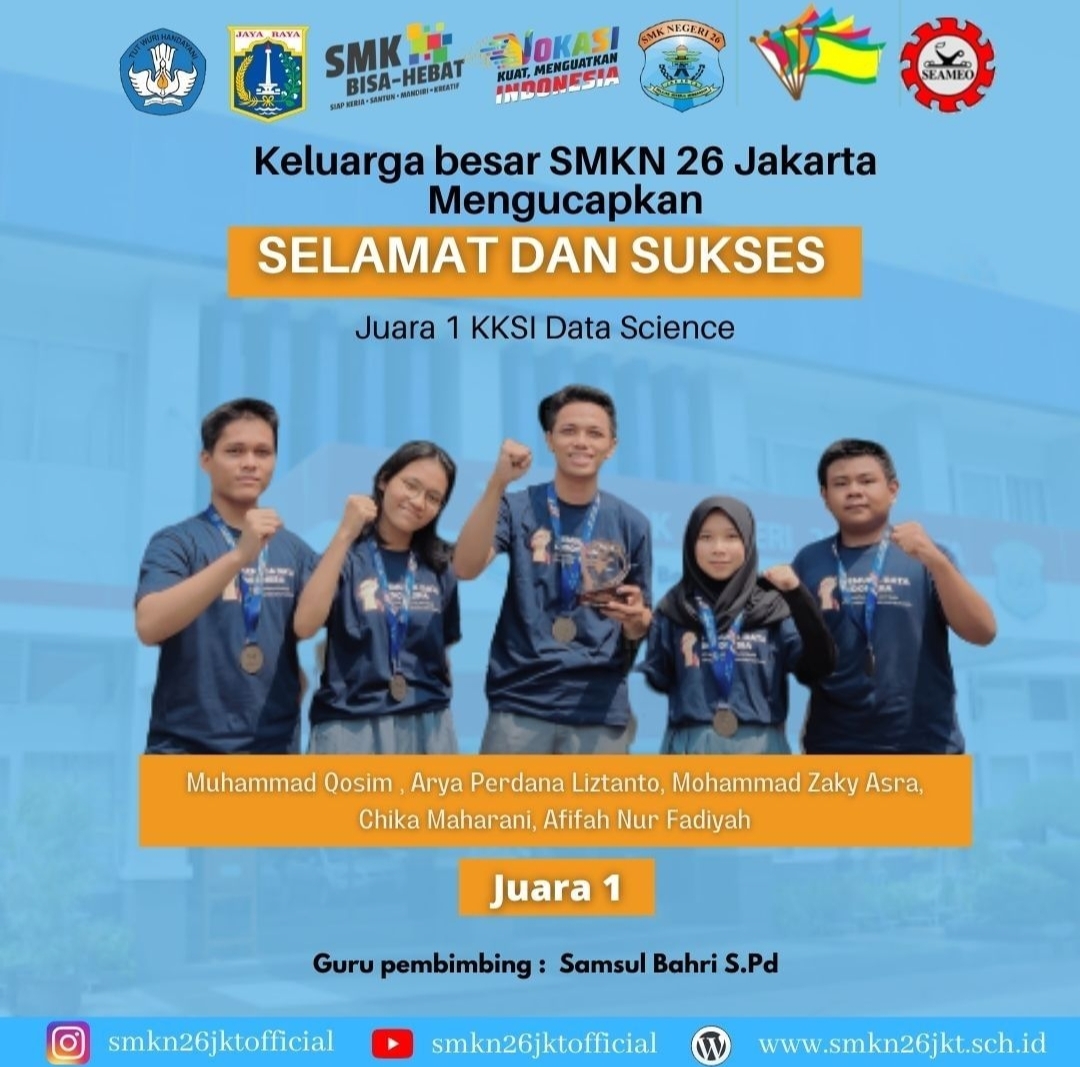 TUT WURI HANDAYANI
JAYA RAYA
SMK
BISA-HEBAT
SIAP KERJA • SANTUN • MANDIRI • KREATIF
VOKASI
KUAT, MENGUATKAN
INDONESIA
SMK NEGERI 26
SEAMEO
Keluarga besar SMKN 26 Jakarta
Mengucapkan
SELAMAT DAN SUKSES
Juara 1 KKSI Data Science
Muhammad Qosim , Arya Perdana Liztanto, Mohammad Zaky Asra,
Chika Maharani, Afifah Nur Fadiyah
Juara 1
Guru pembimbing : Samsul Bahri S.Pd
smkn26jktofficial
smkn26jktofficial
www.smkn26jkt.sch.id